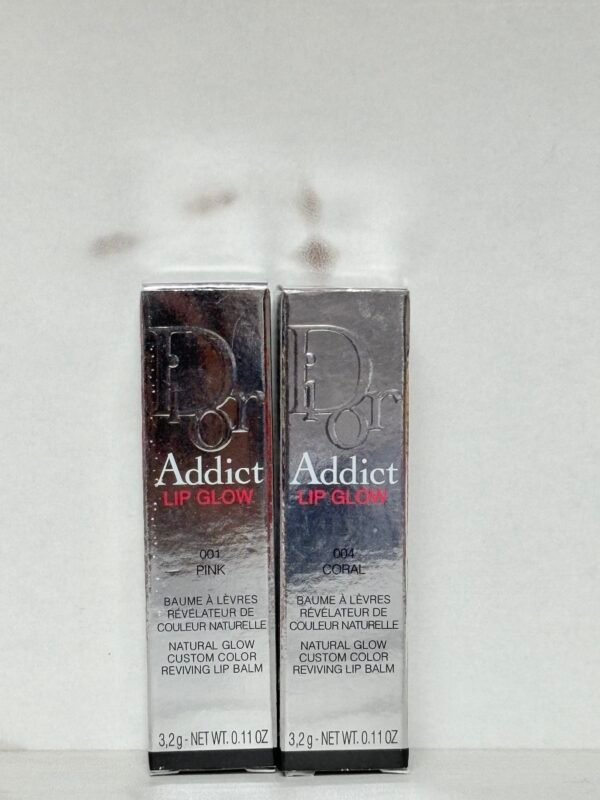 Dior
Addict
LIP GLOW
001
PINK
BAUME À LÈVRES
RÉVÉLATEUR DE
COULEUR NATURELLE
NATURAL GLOW
CUSTOM COLOR
REVIVING LIP BALM
3,2g - NET WT. 0.11 OZ
Dior
Addict
LIP GLOW
004
CORAL
BAUME À LÈVRES
RÉVÉLATEUR DE
COULEUR NATURELLE
NATURAL GLOW
CUSTOM COLOR
REVIVING LIP BALM
3,2g - NET WT. 0.11 OZ